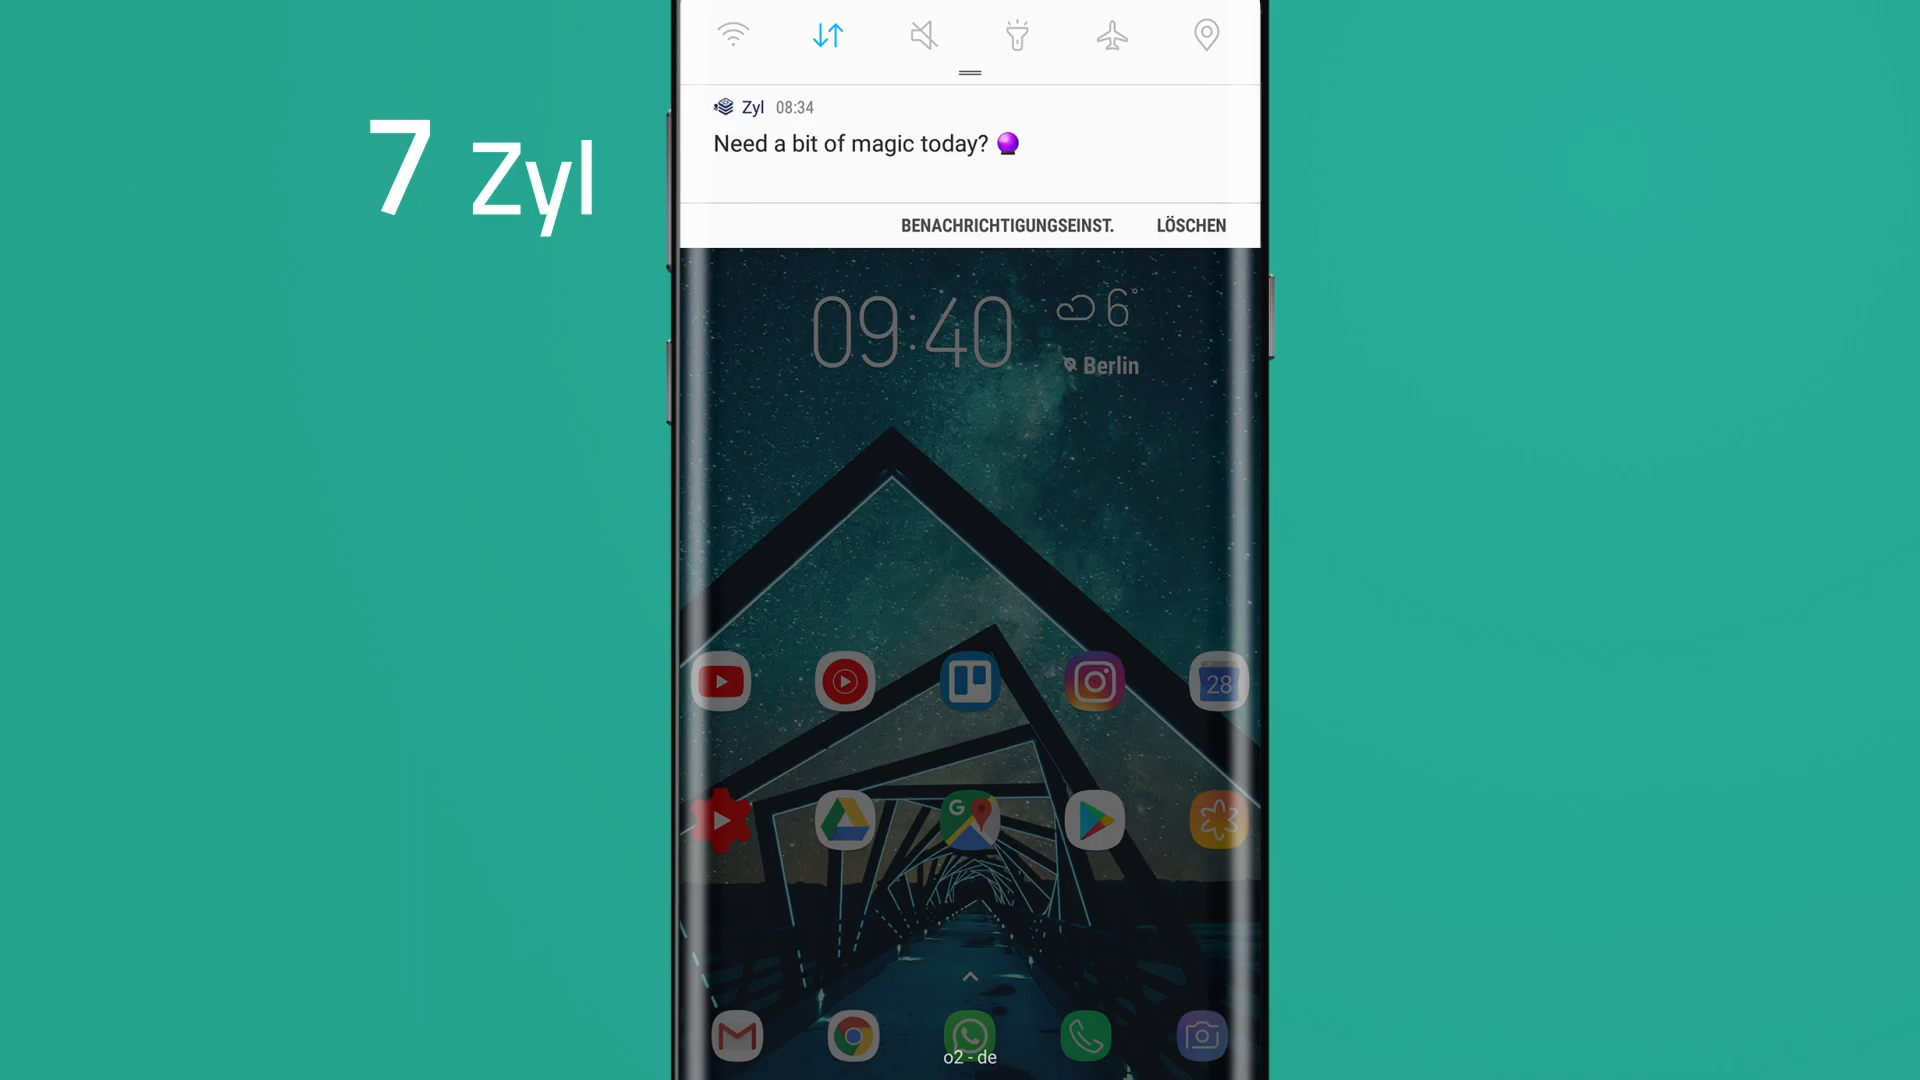 7 Zyl
Zyl 08:34
Need a bit of magic today?
BENACHRICHTIGUNGSEINST. LÖSCHEN
09:40
6°
Berlin
28
G
o2 - de